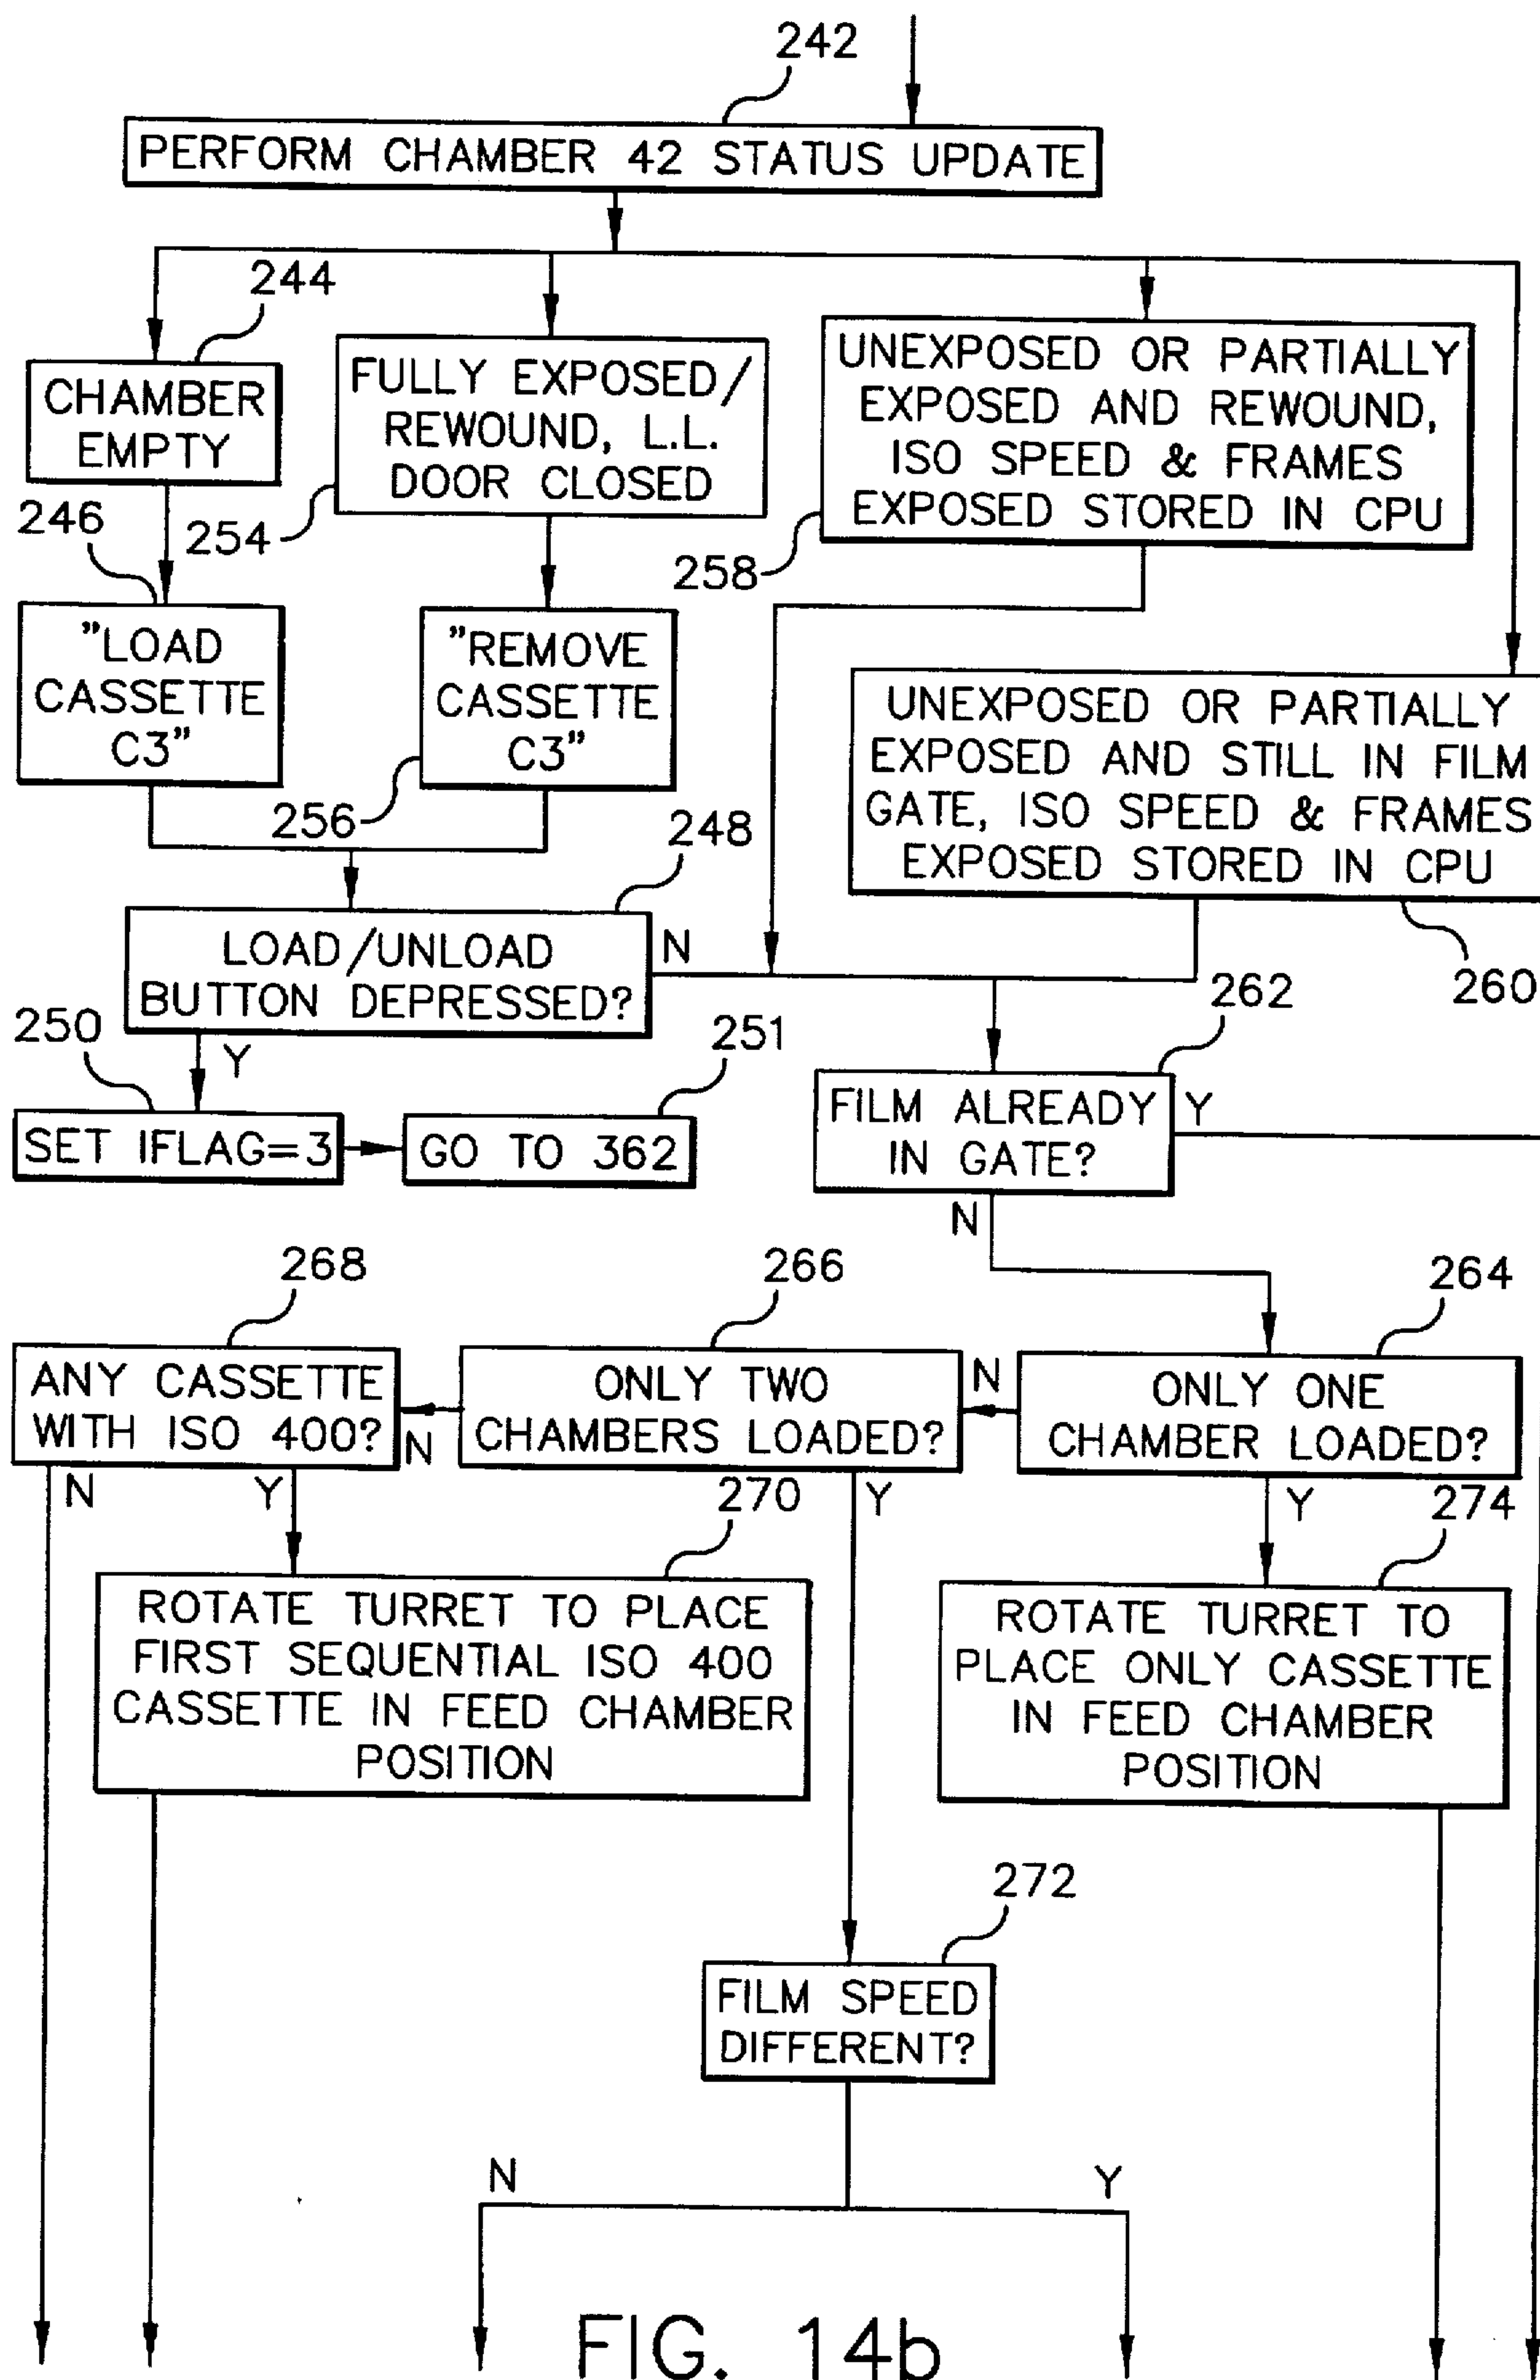 242
PERFORM CHAMBER 42 STATUS UPDATE
244
CHAMBER
EMPTY
FULLY EXPOSED/
REWOUND, L.L.
DOOR CLOSED
254
UNEXPOSED OR PARTIALLY
EXPOSED AND REWOUND,
ISO SPEED & FRAMES
EXPOSED STORED IN CPU
258
246
"LOAD
CASSETTE
C3"
"REMOVE
CASSETTE
C3"
256
UNEXPOSED OR PARTIALLY
EXPOSED AND STILL IN FILM
GATE, ISO SPEED & FRAMES
EXPOSED STORED IN CPU
260
248
LOAD/UNLOAD
BUTTON DEPRESSED?
N
Y
250
SET IFLAG=3
251
GO TO 362
262
FILM ALREADY
IN GATE?
Y
N
268
ANY CASSETTE
WITH ISO 400?
N
266
ONLY TWO
CHAMBERS LOADED?
N
264
ONLY ONE
CHAMBER LOADED?
N
Y
Y
Y
270
ROTATE TURRET TO PLACE
FIRST SEQUENTIAL ISO 400
CASSETTE IN FEED CHAMBER
POSITION
274
ROTATE TURRET TO
PLACE ONLY CASSETTE
IN FEED CHAMBER
POSITION
272
FILM SPEED
DIFFERENT?
N
Y
FIG. 14b